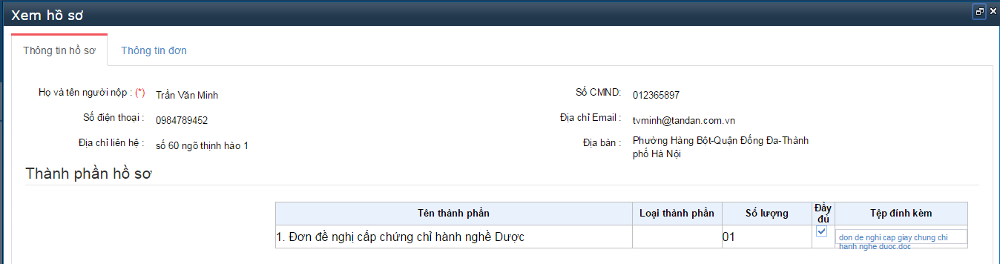 Xem hồ sơ
Thông tin hồ sơ
Thông tin đơn
Họ và tên người nộp : (*)
Trần Văn Minh
Số CMND:
012365897
Số điện thoại :
0984789452
Địa chỉ Email :
tvminh@tandan.com.vn
Địa chỉ liên hệ :
số 60 ngõ thịnh hào 1
Địa bàn :
Phường Hàng Bột-Quận Đống Đa-Thành
phố Hà Nội
Thành phần hồ sơ
Tên thành phần
Loại thành phần
Số lượng
Đầy
đủ
Tệp đính kèm
1. Đơn đề nghị cấp chứng chỉ hành nghề Dược
01
don de nghi cap giay chung chi
hanh nghe duoc.doc